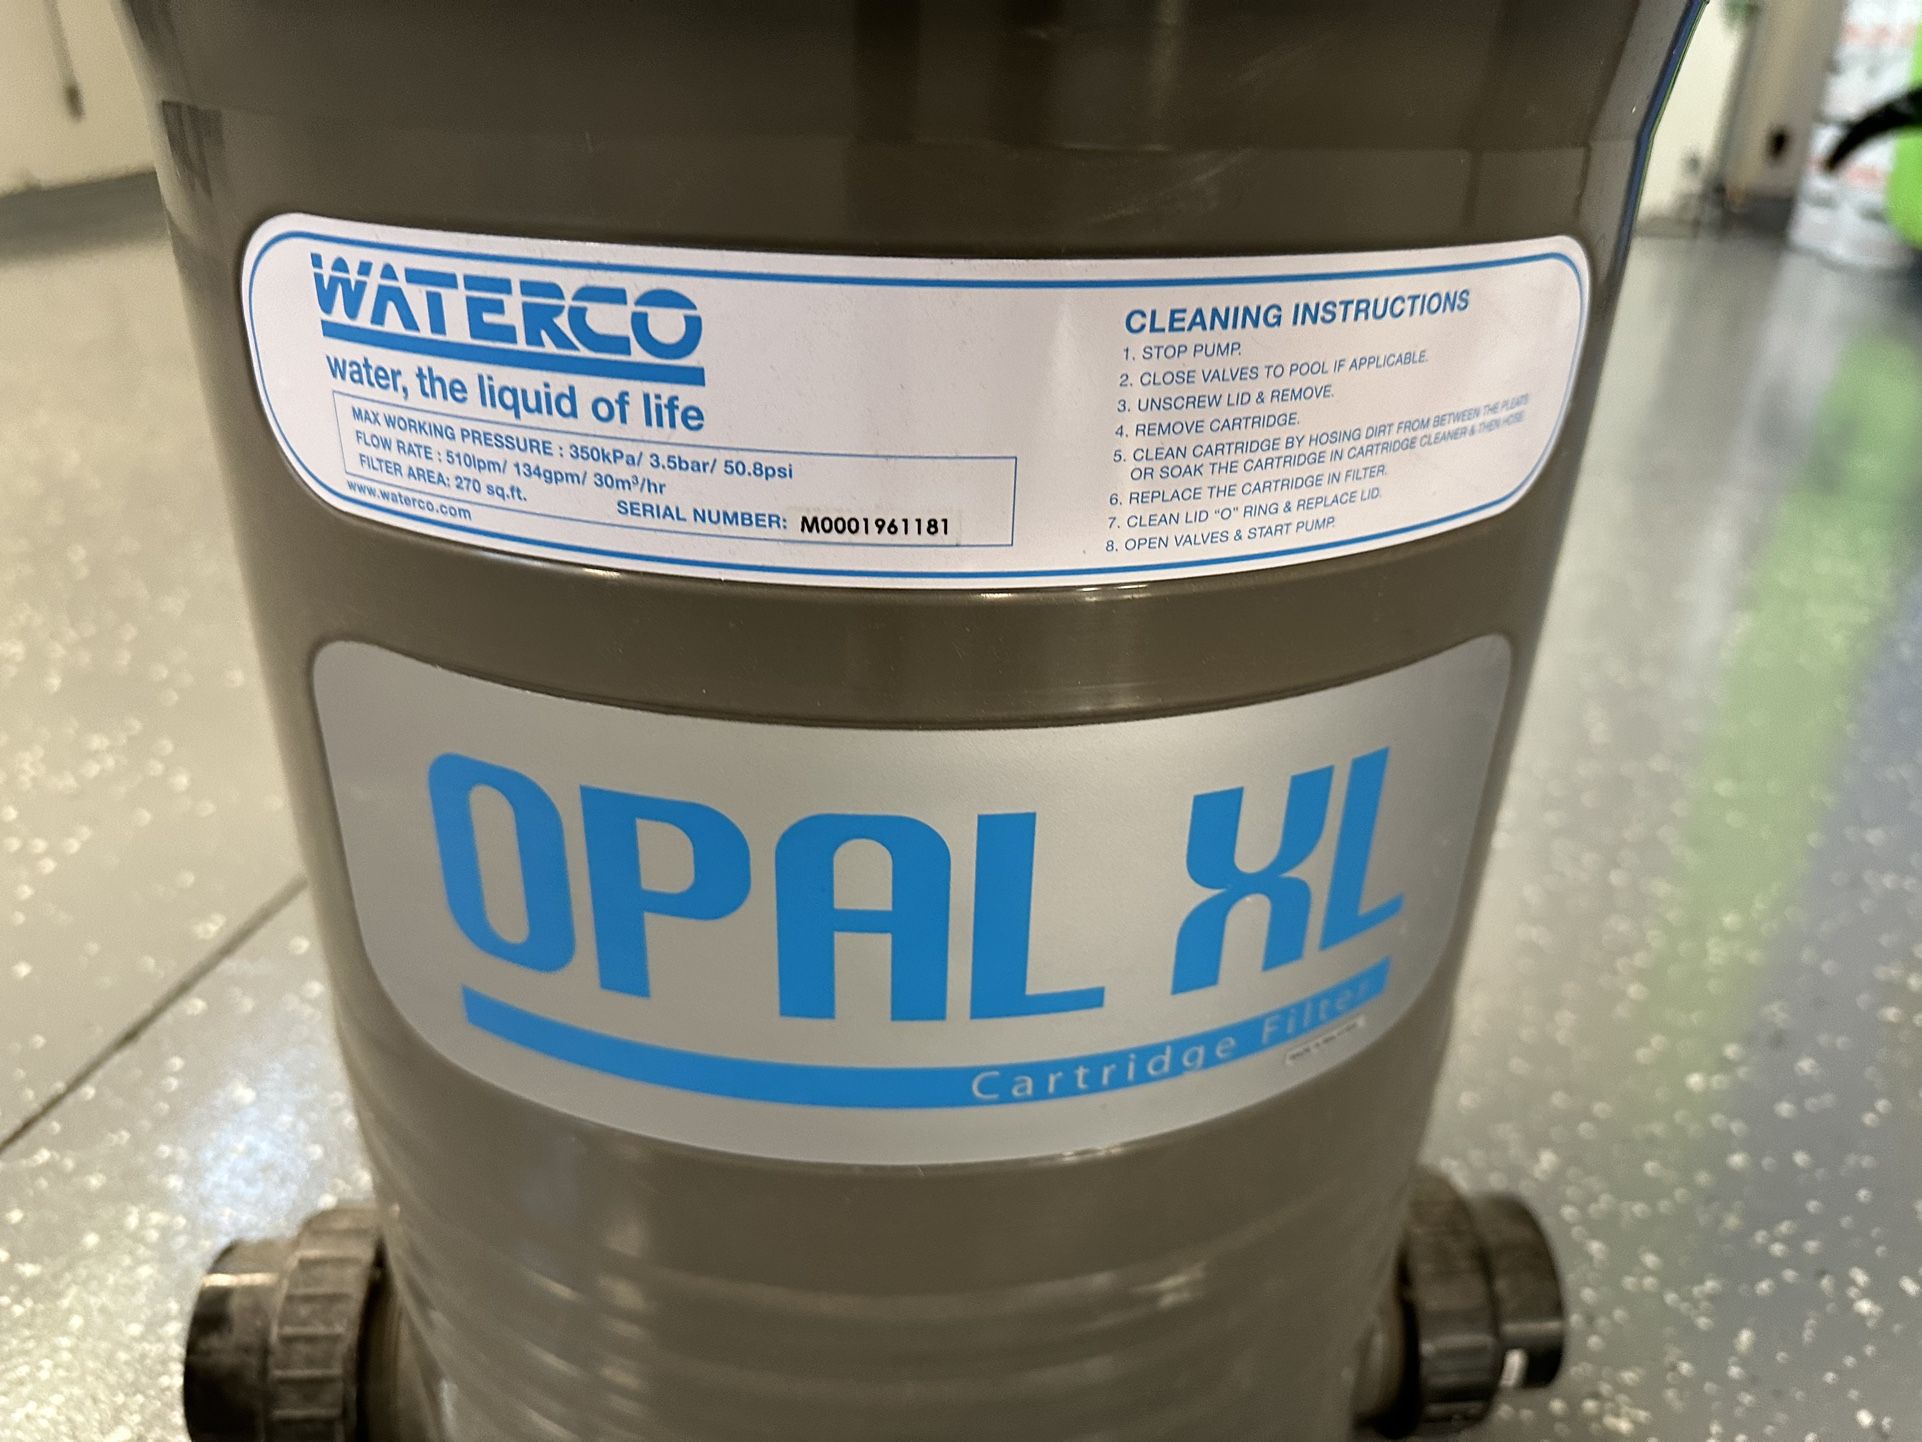 WATERCO
water, the liquid of life
MAX WORKING PRESSURE : 350kPa/ 3.5bar/ 50.8psi
FLOW RATE : 510lpm/ 134gpm/ 30m³/hr
FILTER AREA: 270 sq.ft.
SERIAL NUMBER: M0001961181
www.waterco.com
CLEANING INSTRUCTIONS
1. STOP PUMP.
2. CLOSE VALVES TO POOL IF APPLICABLE.
3. UNSCREW LID & REMOVE.
4. REMOVE CARTRIDGE.
5. CLEAN CARTRIDGE BY HOSING DIRT FROM BETWEEN THE PLEATS
OR SOAK THE CARTRIDGE IN CARTRIDGE CLEANER & THEN HOSE.
6. REPLACE THE CARTRIDGE IN FILTER.
7. CLEAN LID "O" RING & REPLACE LID.
8. OPEN VALVES & START PUMP.
OPAL XL
Cartridge Filter